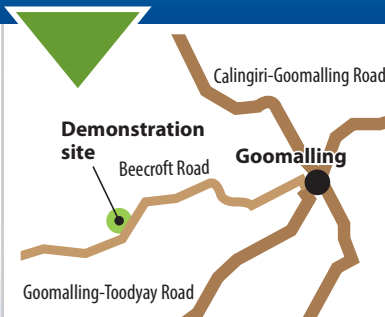 Calingiri-Goomalling Road
Demonstration
site
Beecroft Road
Goomalling
Goomalling-Toodyay Road